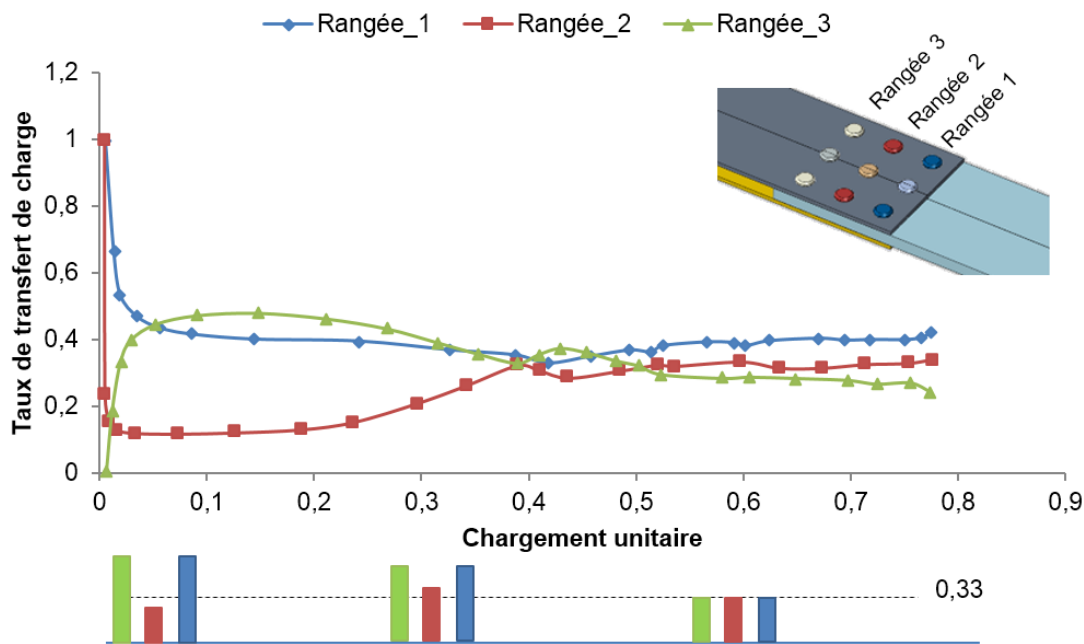 Rangée_1 Rangée_2 Rangée_3
Taux de transfert de charge
1,2
1
0,8
0,6
0,4
0,2
0
0 0,1 0,2 0,3 0,4 0,5 0,6 0,7 0,8 0,9
Chargement unitaire
Rangée 3
Rangée 2
Rangée 1
0,33